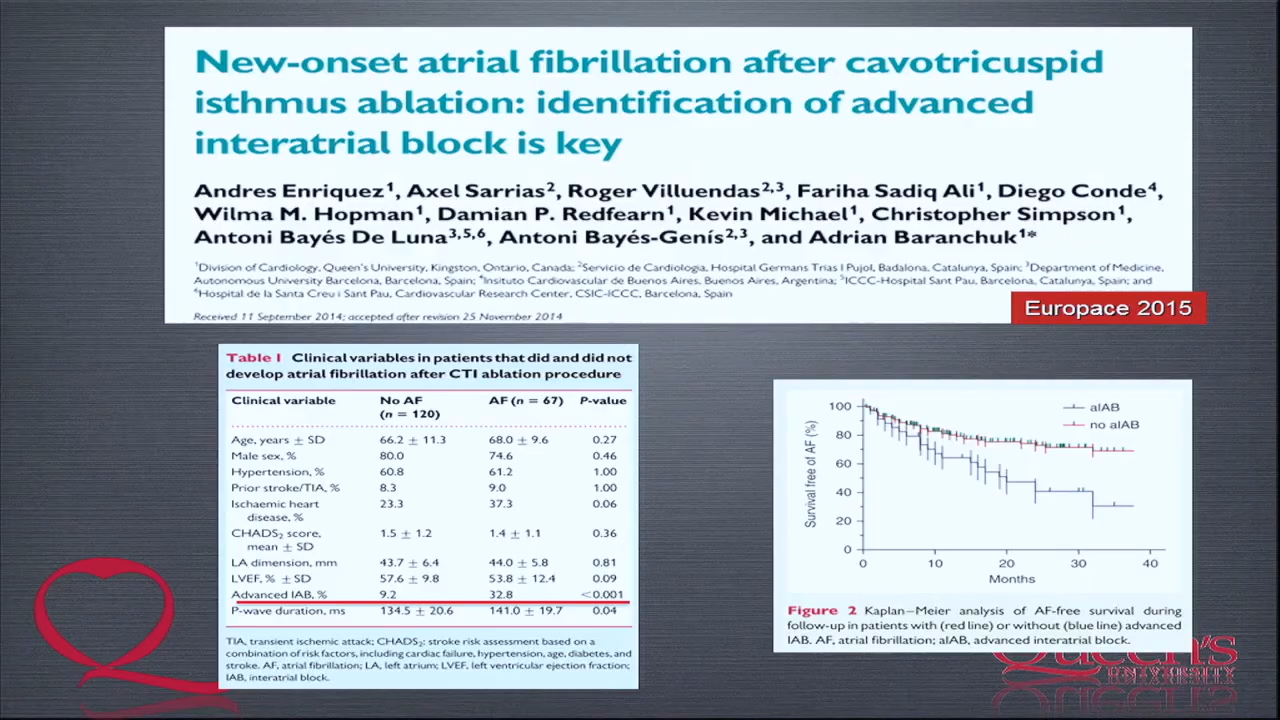 New-onset atrial fibrillation after cavotricuspid
isthmus ablation: identification of advanced
interatrial block is key
Andres Enriquez1, Axel Sarrias2, Roger Villuendas2,3, Fariha Sadiq Ali1, Diego Conde4,
Wilma M. Hopman1, Damian P. Redfearn1, Kevin Michael1, Christopher Simpson1,
Antoni Bayés De Luna3,5,6, Antoni Bayés-Genís2,3, and Adrian Baranchuk1*
1Division of Cardiology, Queen's University, Kingston, Ontario, Canada; 2Servicio de Cardiologia, Hospital Germans Trias I Pujol, Badalona, Catalunya, Spain; 3Department of Medicine,
Autonomous University Barcelona, Barcelona, Spain; 4Insituto Cardiovascular de Buenos Aires, Buenos Aires, Argentina; 5ICCC-Hospital Sant Pau, Barcelona, Catalunya, Spain; and
6Hospital de la Santa Creu i Sant Pau, Cardiovascular Research Center, CSIC-ICCC, Barcelona, Spain
Received 11 September 2014; accepted after revision 25 November 2014
Europace 2015
Table 1 Clinical variables in patients that did and did not
develop atrial fibrillation after CTI ablation procedure
Clinical variable No AF AF (n = 67) P-value
(n = 120)
Age, years ± SD 66.2 ± 11.3 68.0 ± 9.6 0.27
Male sex, % 80.0 74.6 0.46
Hypertension, % 60.8 61.2 1.00
Prior stroke/TIA, % 8.3 9.0 1.00
Ischaemic heart 23.3 37.3 0.06
disease, %
CHADS2 score, 1.5 ± 1.2 1.4 ± 1.1 0.36
mean ± SD
LA dimension, mm 43.7 ± 6.4 44.0 ± 5.8 0.81
LVEF, % ± SD 57.6 ± 9.8 53.8 ± 12.4 0.09
Advanced IAB, % 9.2 32.8 <0.001
P-wave duration, ms 134.5 ± 20.6 141.0 ± 19.7 0.04
TIA, transient ischemic attack; CHADS2: stroke risk assessment based on a
combination of risk factors, including cardiac failure, hypertension, age, diabetes, and
stroke. AF, atrial fibrillation; LA, left atrium; LVEF, left ventricular ejection fraction;
IAB, interatrial block.
Survival free of AF (%)
100
80
60
40
20
0
aIAB
no aIAB
0 10 20 30 40
Months
Figure 2 Kaplan–Meier analysis of AF-free survival during
follow-up in patients with (red line) or without (blue line) advanced
IAB. AF, atrial fibrillation; aIAB, advanced interatrial block.
Queen's
UNIVERSITY